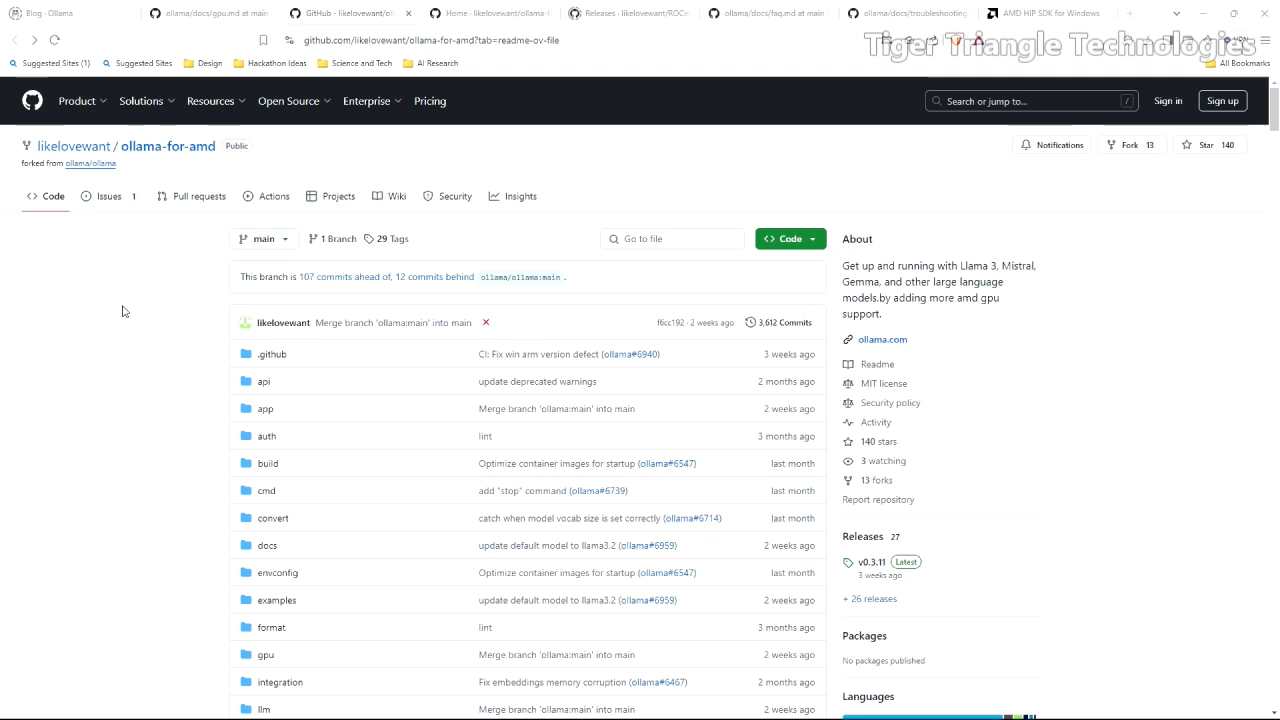 Blog · Ollama
ollama/docs/gpu.md at main
GitHub - likelovewant/oll
Home · likelovewant/ollama-f
Releases · likelovewant/ROCm
ollama/docs/faq.md at main
ollama/docs/troubleshooting.
AMD HIP SDK for Windows
github.com/likelovewant/ollama-for-amd?tab=readme-ov-file
VPN
Tiger Triangle Technologies
Suggested Sites (1)
Suggested Sites
Design
Hackathon Ideas
Science and Tech
AI Research
All Bookmarks
Product
Solutions
Resources
Open Source
Enterprise
Pricing
Search or jump to...
/
Sign in
Sign up
likelovewant / ollama-for-amd Public
forked from ollama/ollama
Notifications
Fork 13
Star 140
Code
Issues 1
Pull requests
Actions
Projects
Wiki
Security
Insights
main
1 Branch
29 Tags
Go to file
Code
This branch is 107 commits ahead of, 12 commits behind ollama/ollama:main .
likelovewant Merge branch 'ollama:main' into main f6cc192 · 2 weeks ago 3,612 Commits
.github CI: Fix win arm version defect (ollama#6940) 3 weeks ago
api update deprecated warnings 2 months ago
app Merge branch 'ollama:main' into main 2 weeks ago
auth lint 3 months ago
build Optimize container images for startup (ollama#6547) last month
cmd add "stop" command (ollama#6739) last month
convert catch when model vocab size is set correctly (ollama#6714) last month
docs update default model to llama3.2 (ollama#6959) 2 weeks ago
envconfig Optimize container images for startup (ollama#6547) last month
examples update default model to llama3.2 (ollama#6959) 2 weeks ago
format lint 3 months ago
gpu Merge branch 'ollama:main' into main 2 weeks ago
integration Fix embeddings memory corruption (ollama#6467) 2 months ago
llm Merge branch 'ollama:main' into main 2 weeks ago
About
Get up and running with Llama 3, Mistral,
Gemma, and other large language
models.by adding more amd gpu
support.
ollama.com
Readme
MIT license
Security policy
Activity
140 stars
3 watching
13 forks
Report repository
Releases 27
v0.3.11 Latest
3 weeks ago
+ 26 releases
Packages
No packages published
Languages